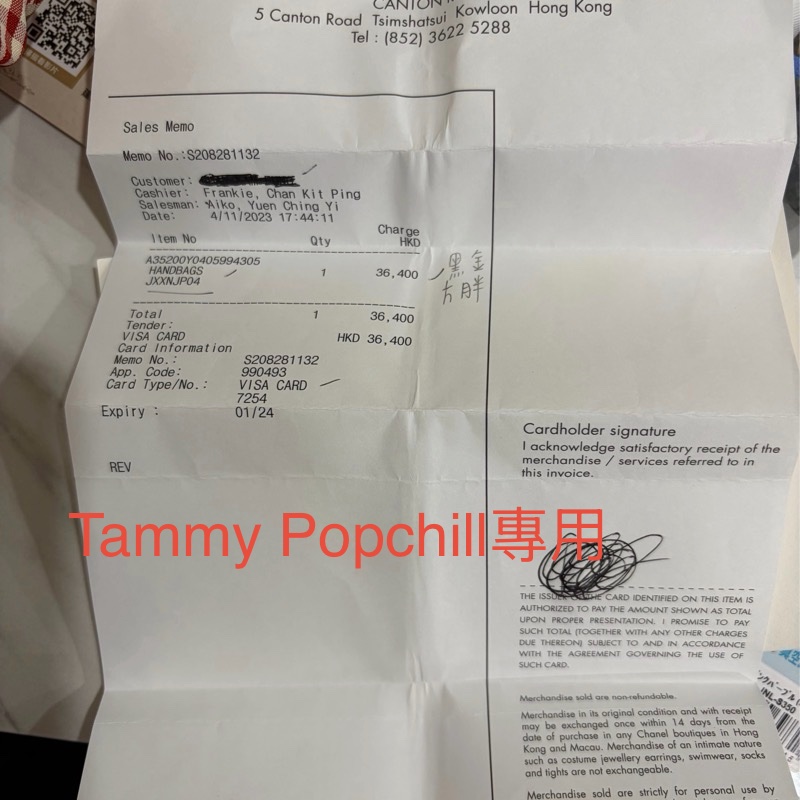 CANTON
5 Canton Road Tsimshatsui Kowloon Hong Kong
Tel : (852) 3622 5288
Sales Memo
Memo No.:S208281132
Customer:
Cashier: Frankie, Chan Kit Ping
Salesman: Aiko, Yuen Ching Yi
Date: 4/11/2023 17:44:11
Item No Qty Charge HKD
A35200Y0405994305
HANDBAGS 1 36,400
JXXNJP04
黑金
方胖
Total 1 36,400
Tender:
VISA CARD HKD 36,400
Card Information
Memo No.: S208281132
App. Code: 990493
Card Type/No.: VISA CARD
7254
Expiry : 01/24
REV
Cardholder signature
I acknowledge satisfactory receipt of the
merchandise / services referred to in
this invoice.
Tammy Popchill專用
THE ISSUER OF THE CARD IDENTIFIED ON THIS ITEM IS
AUTHORIZED TO PAY THE AMOUNT SHOWN AS TOTAL
UPON PROPER PRESENTATION. I PROMISE TO PAY
SUCH TOTAL (TOGETHER WITH ANY OTHER CHARGES
DUE THEREON) SUBJECT TO AND IN ACCORDANCE
WITH THE AGREEMENT GOVERNING THE USE OF
SUCH CARD.
Merchandise sold are non-refundable.
Merchandise in its original condition and with receipt
may be exchanged once within 14 days from the
date of purchase in any Chanel boutiques in Hong
Kong and Macau. Merchandise of an intimate nature
such as costume jewellery earrings, swimwear, socks
and tights are not exchangeable.
Merchandise sold are strictly for personal use by